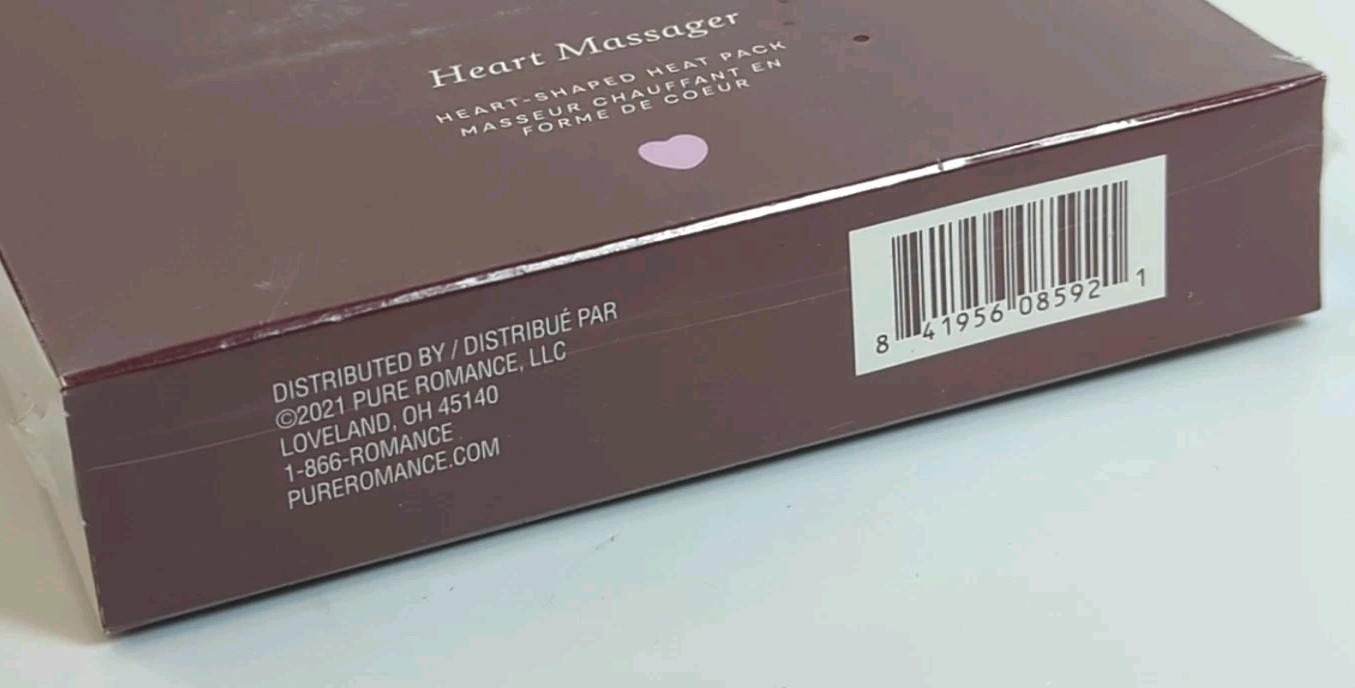 Heart Massager
HEART-SHAPED HEAT PACK
MASSEUR CHAUFFANT EN
FORME DE COEUR
DISTRIBUTED BY / DISTRIBUÉ PAR
©2021 PURE ROMANCE, LLC
LOVELAND, OH 45140
1-866-ROMANCE
PUREROMANCE.COM
8 41956 08592 1